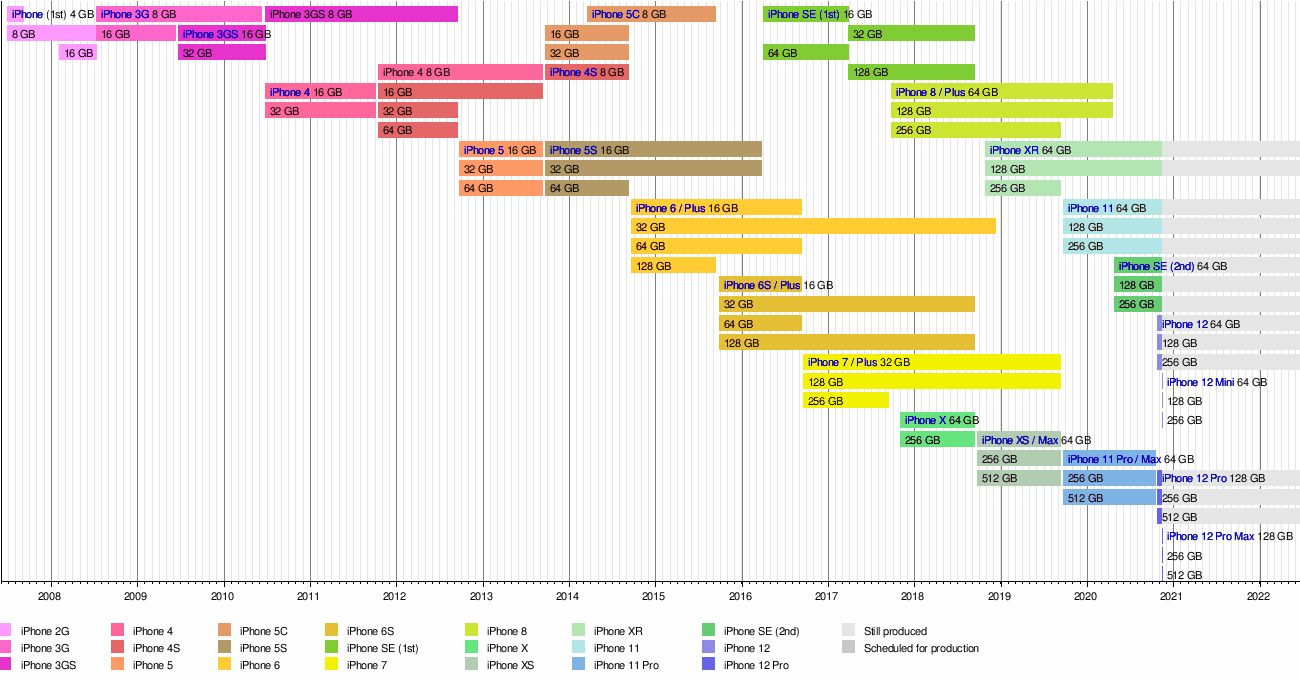 iPhone (1st) 4 GB iPhone 3G 8 GB iPhone 3GS 8 GB iPhone 5C 8 GB iPhone SE (1st) 16 GB
8 GB 16 GB iPhone 3GS 16 GB 16 GB 32 GB
16 GB 32 GB 32 GB 64 GB
iPhone 4 8 GB iPhone 4S 8 GB 128 GB
iPhone 4 16 GB 16 GB iPhone 8 / Plus 64 GB
32 GB 32 GB 128 GB
64 GB 256 GB
iPhone 5 16 GB iPhone 5S 16 GB iPhone XR 64 GB
32 GB 32 GB 128 GB
64 GB 64 GB 256 GB
iPhone 6 / Plus 16 GB iPhone 11 64 GB
32 GB 128 GB
64 GB 256 GB
128 GB iPhone SE (2nd) 64 GB
iPhone 6S / Plus 16 GB 128 GB
32 GB 256 GB
64 GB iPhone 12 64 GB
128 GB 128 GB
iPhone 7 / Plus 32 GB 256 GB
128 GB iPhone 12 Mini 64 GB
256 GB 128 GB
iPhone X 64 GB 256 GB
256 GB iPhone XS / Max 64 GB
256 GB iPhone 11 Pro / Max 64 GB
512 GB 256 GB iPhone 12 Pro 128 GB
512 GB 256 GB
512 GB
iPhone 12 Pro Max 128 GB
256 GB
512 GB
2008 2009 2010 2011 2012 2013 2014 2015 2016 2017 2018 2019 2020 2021 2022
iPhone 2G iPhone 4 iPhone 5C iPhone 6S iPhone 8 iPhone XR iPhone SE (2nd) Still produced
iPhone 3G iPhone 4S iPhone 5S iPhone SE (1st) iPhone X iPhone 11 iPhone 12 Scheduled for production
iPhone 3GS iPhone 5 iPhone 6 iPhone 7 iPhone XS iPhone 11 Pro iPhone 12 Pro